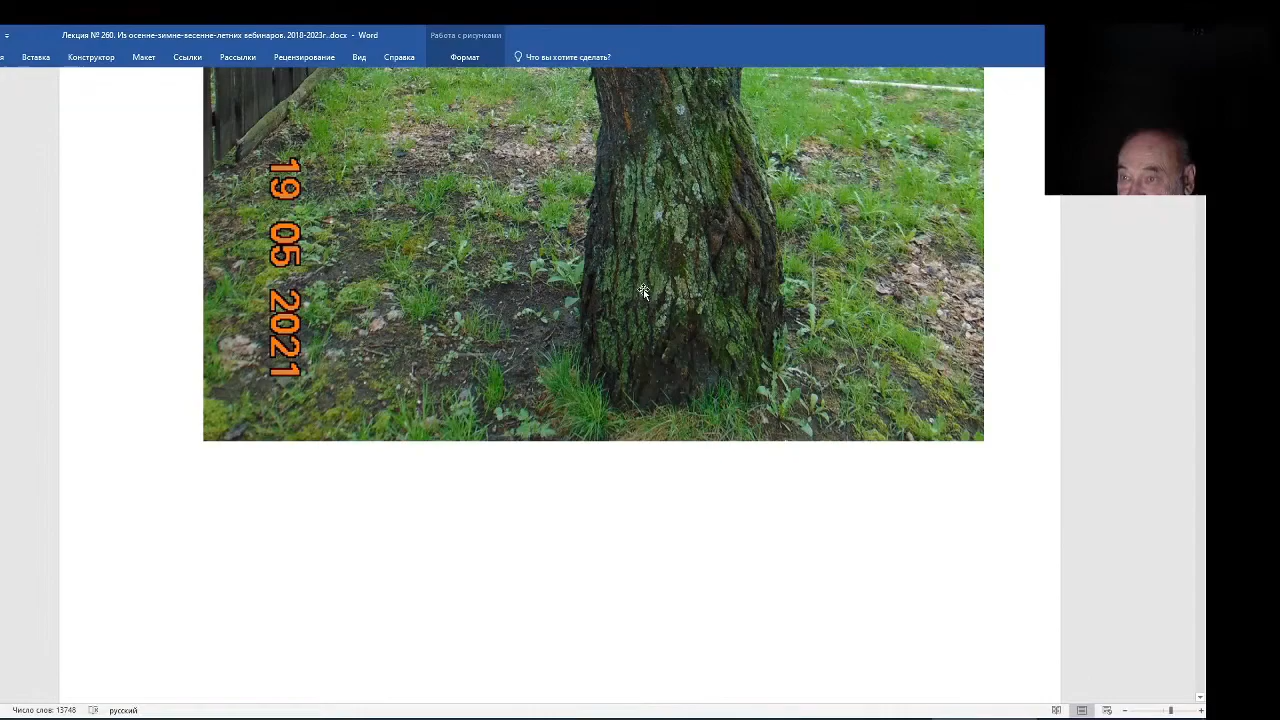 Лекция № 260. Из осенне-зимне-весенне-летних вебинаров. 2018-2023г..docx - Word
Работа с рисунками
Вставка Конструктор Макет Ссылки Рассылки Рецензирование Вид Справка Формат Что вы хотите сделать?
19 05 2021
Число слов: 13748 русский